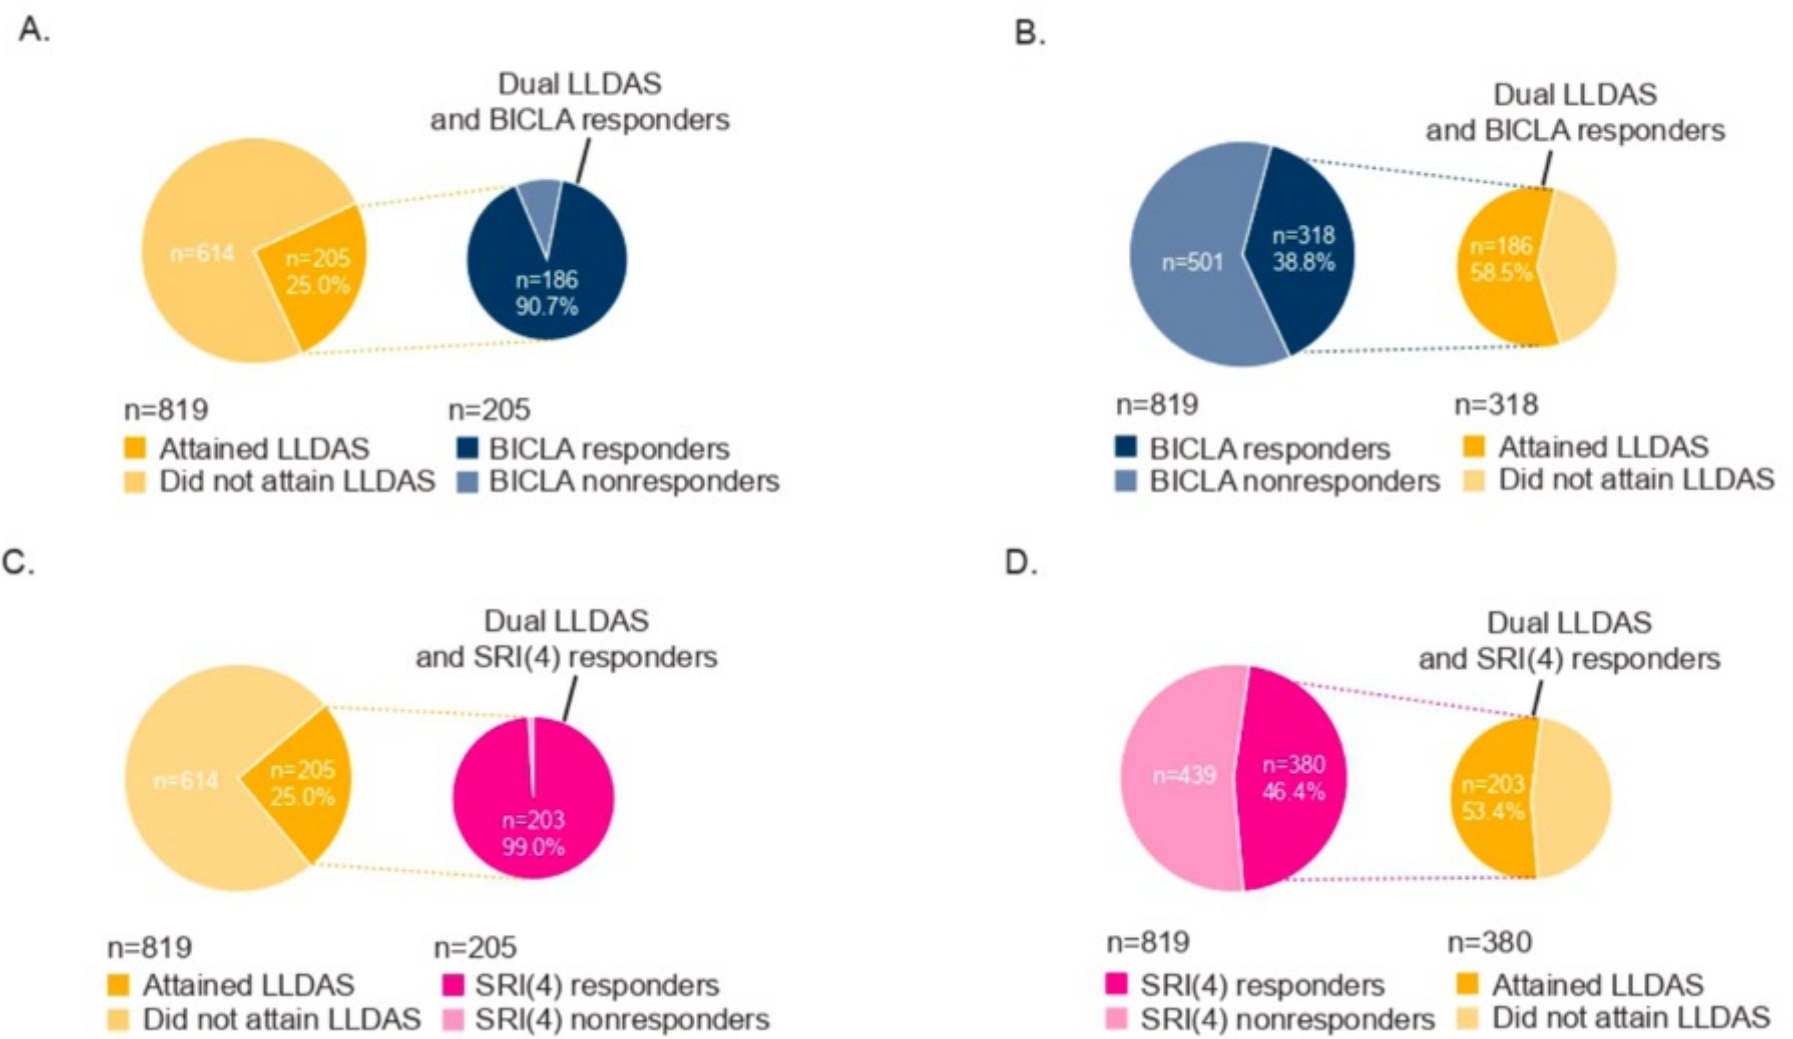 A.
Dual LLDAS
and BICLA responders
n=614
n=205
25.0%
n=186
90.7%
n=819
Attained LLDAS
Did not attain LLDAS
n=205
BICLA responders
BICLA nonresponders
B.
Dual LLDAS
and BICLA responders
n=501
n=318
38.8%
n=186
58.5%
n=819
BICLA responders
BICLA nonresponders
n=318
Attained LLDAS
Did not attain LLDAS
C.
Dual LLDAS
and SRI(4) responders
n=614
n=205
25.0%
n=203
99.0%
n=819
Attained LLDAS
Did not attain LLDAS
n=205
SRI(4) responders
SRI(4) nonresponders
D.
Dual LLDAS
and SRI(4) responders
n=439
n=380
46.4%
n=203
53.4%
n=819
SRI(4) responders
SRI(4) nonresponders
n=380
Attained LLDAS
Did not attain LLDAS